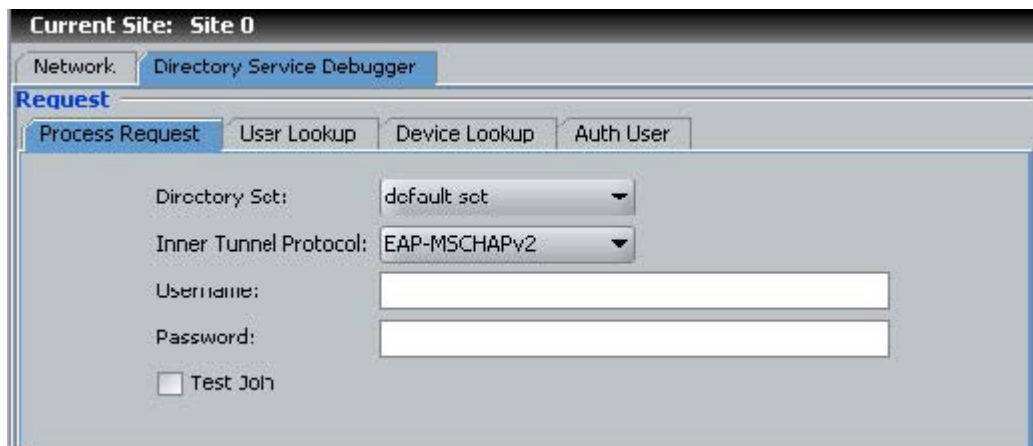 Current Site: Site 0
Network Directory Service Debugger
Request
Process Request User Lookup Device Lookup Auth User
Directory Set: default set
Inner Tunnel Protocol: EAP-MSCHAPv2
Username:
Password:
Test Join